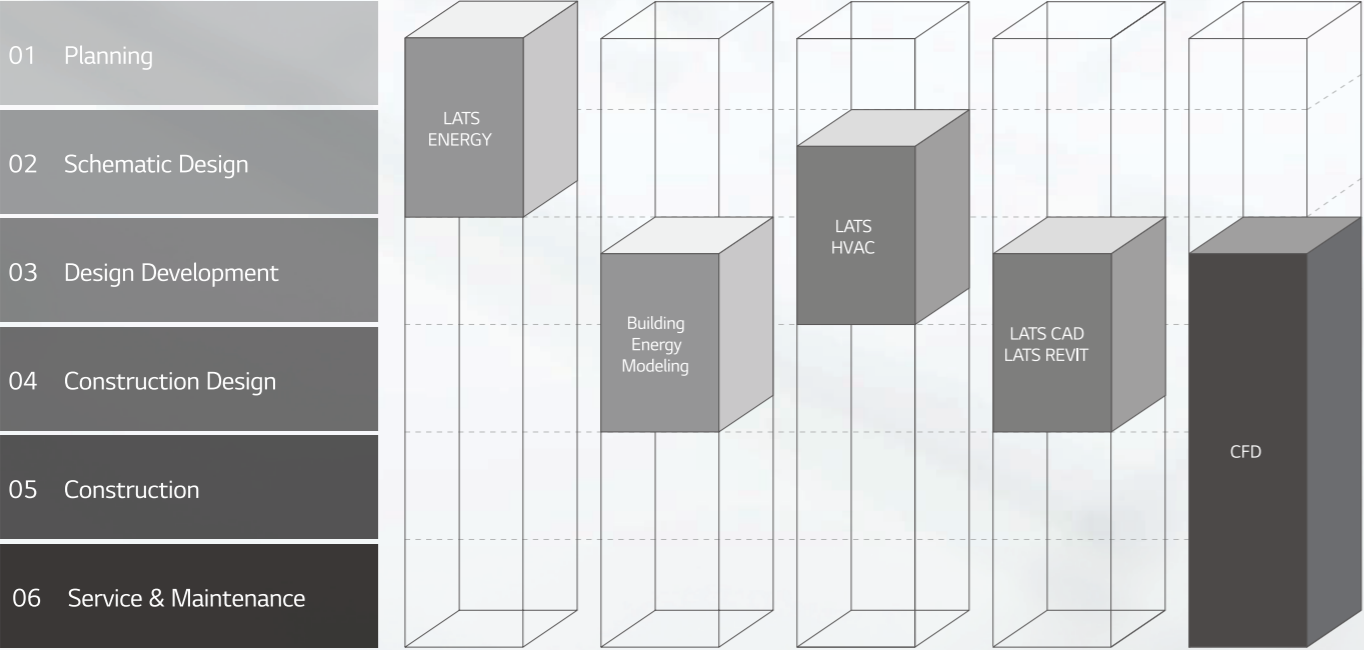 01 Planning
02 Schematic Design
03 Design Development
04 Construction Design
05 Construction
06 Service & Maintenance
LATS
ENERGY
Building
Energy
Modeling
LATS
HVAC
LATS CAD
LATS REVIT
CFD